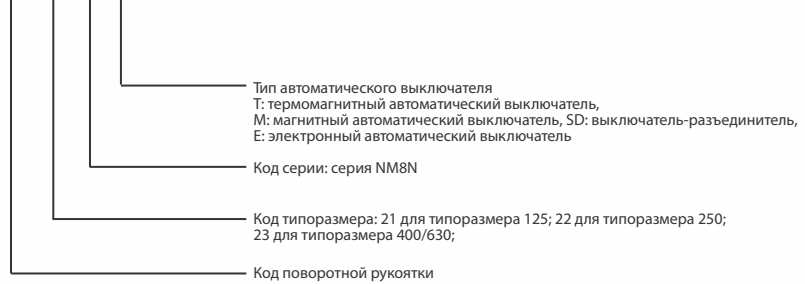 Тип автоматического выключателя
T: термомагнитный автоматический выключатель,
M: магнитный автоматический выключатель, SD: выключатель-разъединитель,
E: электронный автоматический выключатель
Код серии: серия NM8N
Код типоразмера: 21 для типоразмера 125; 22 для типоразмера 250;
23 для типоразмера 400/630;
Код поворотной рукоятки